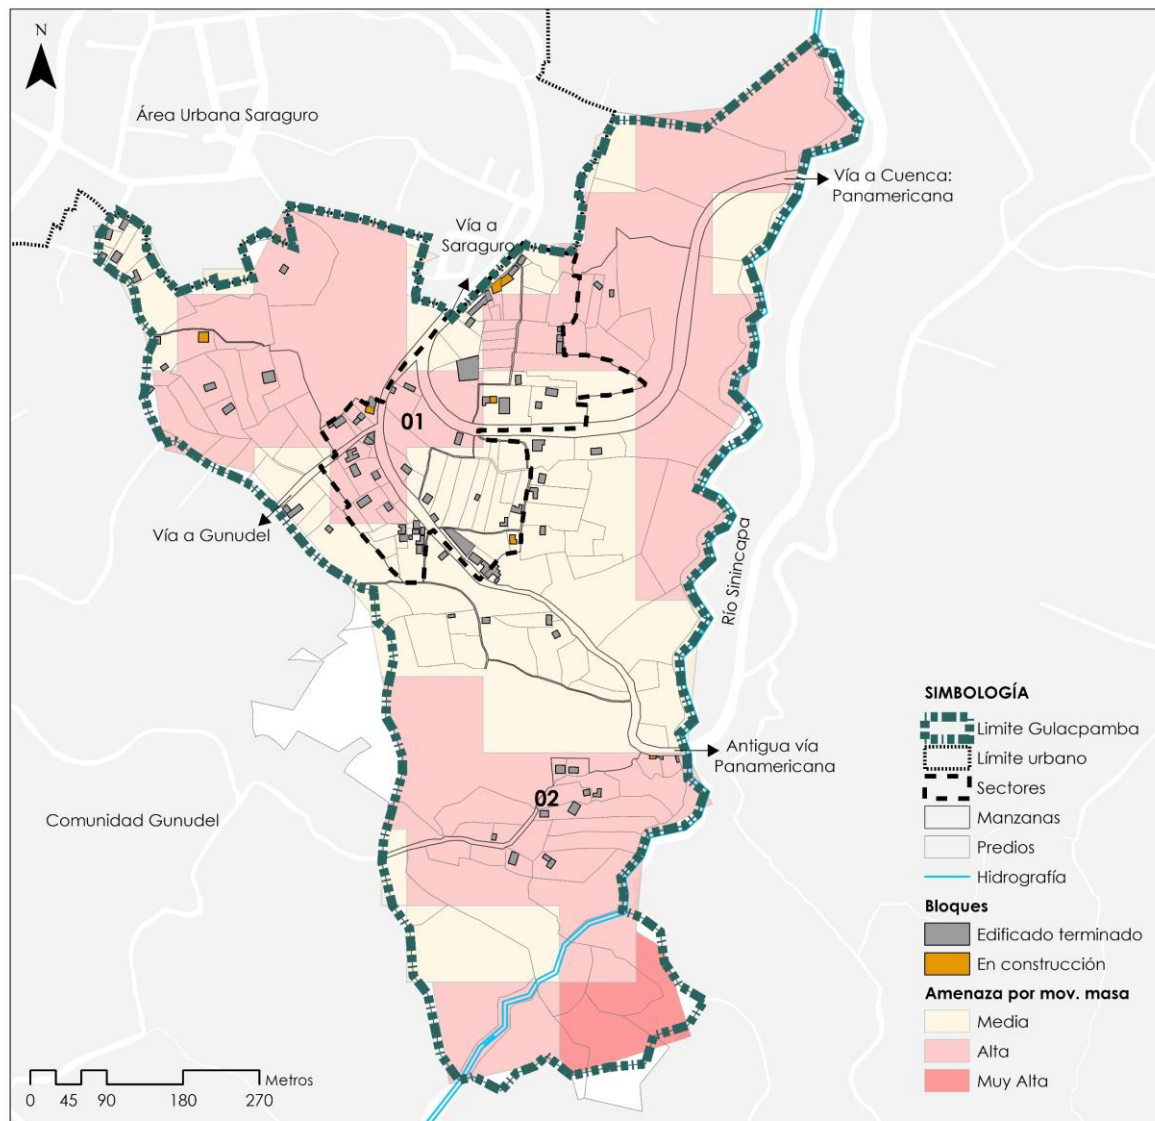 N
Área Urbana Saraguro
Vía a Cuenca:
Panamericana
Vía a
Saraguro
01
Vía a Gunudel
Río Sinincapa
Antigua vía
Panamericana
02
Comunidad Gunudel
SIMBOLOGÍA
Limite Gulacpamba
Límite urbano
Sectores
Manzanas
Predios
Hidrografía
Bloques
Edificado terminado
En construcción
Amenaza por mov. masa
Media
Alta
Muy Alta
Metros
0 45 90 180 270